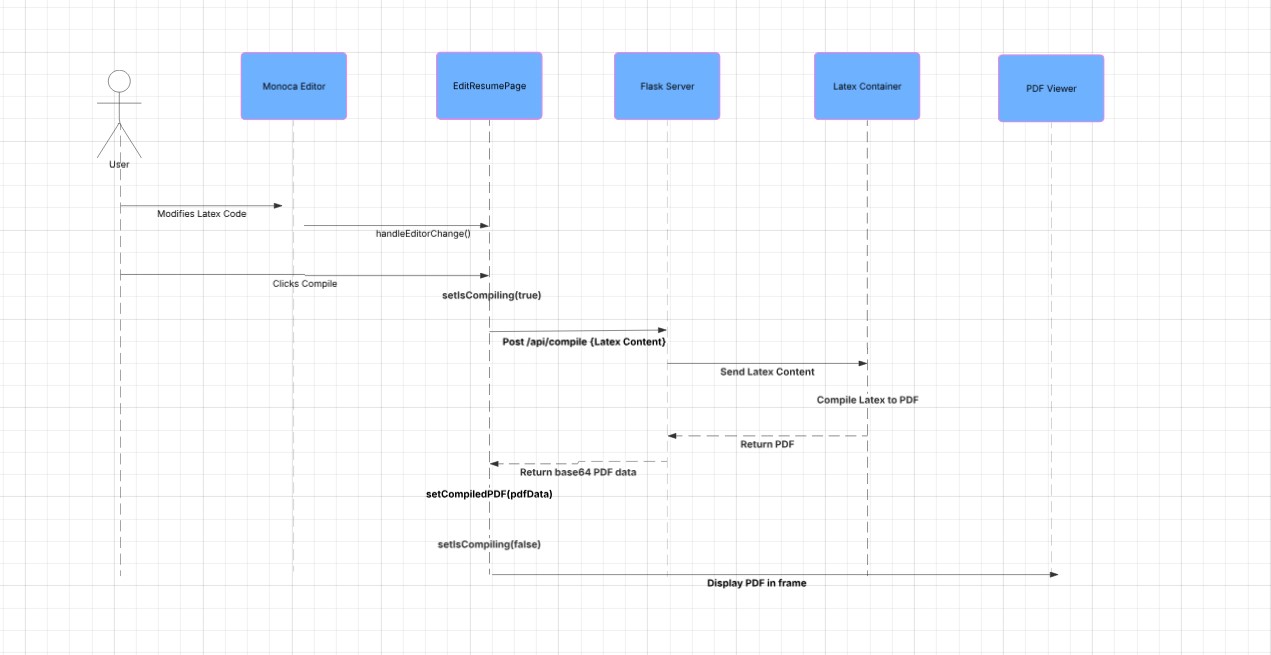 Monoca Editor
EditResumePage
Flask Server
Latex Container
PDF Viewer
User
Modifies Latex Code
handleEditorChange()
Clicks Compile
setIsCompiling(true)
Post /api/compile {Latex Content}
Send Latex Content
Compile Latex to PDF
Return PDF
Return base64 PDF data
setCompiledPDF(pdfData)
setIsCompiling(false)
Display PDF in frame